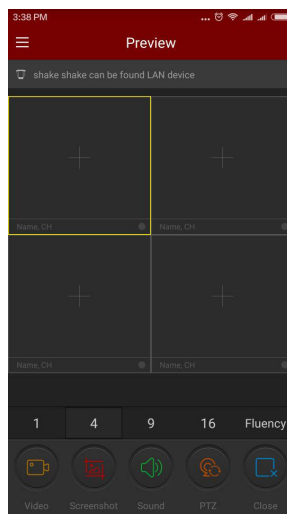 3:38 PM
Preview
shake shake can be found LAN device
Name, CH
Name, CH
Name, CH
Name, CH
1 4 9 16 Fluency
Video Screenshot Sound PTZ Close